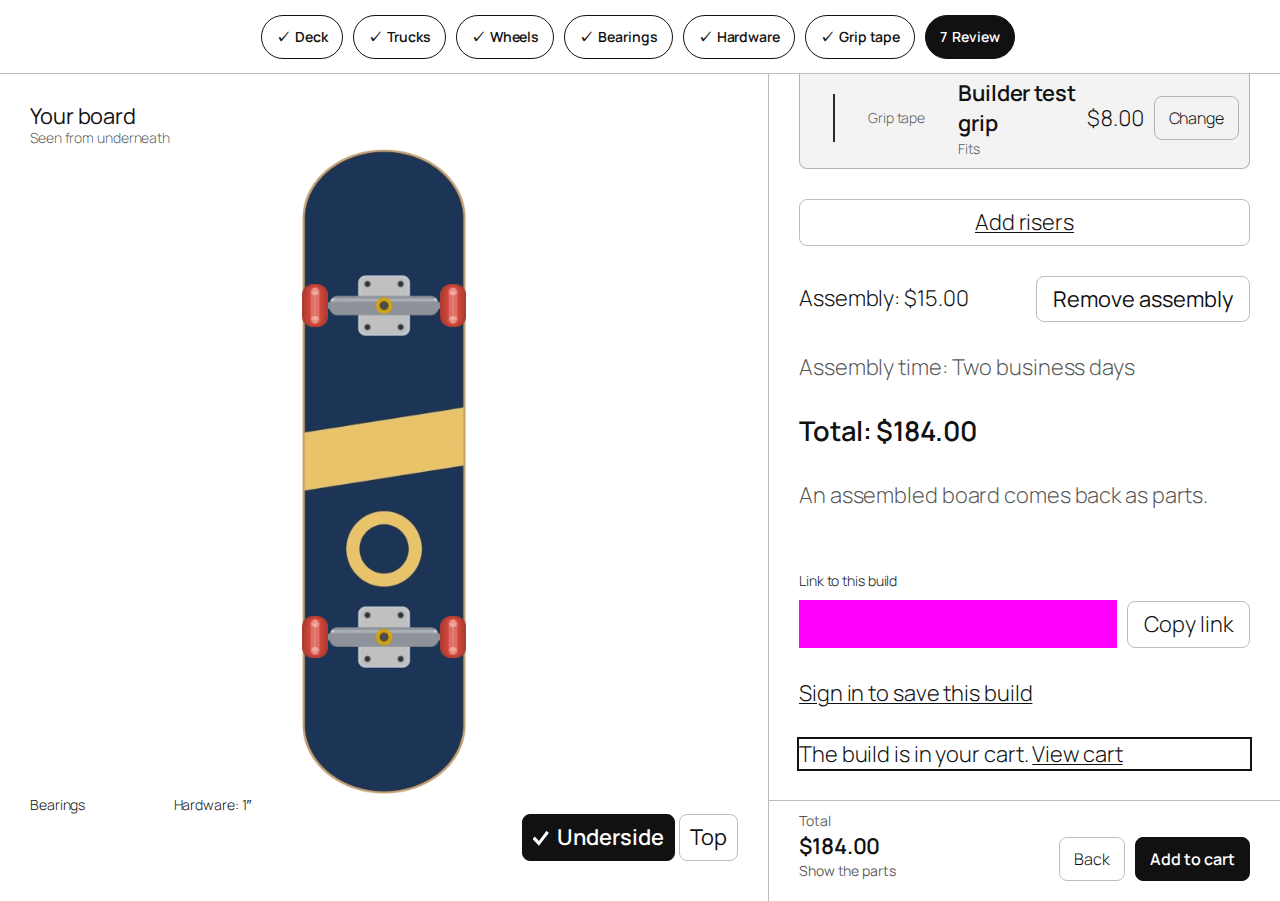 ✓ Deck
✓ Trucks
✓ Wheels
✓ Bearings
✓ Hardware
✓ Grip tape
7 Review
Your board
Seen from underneath
Bearings
Hardware: 1″
✓ Underside
Top
Grip tape
Builder test
grip
Fits
$8.00
Change
Add risers
Assembly: $15.00
Remove assembly
Assembly time: Two business days
Total: $184.00
An assembled board comes back as parts.
Link to this build
Copy link
Sign in to save this build
The build is in your cart. View cart
Total
$184.00
Show the parts
Back
Add to cart